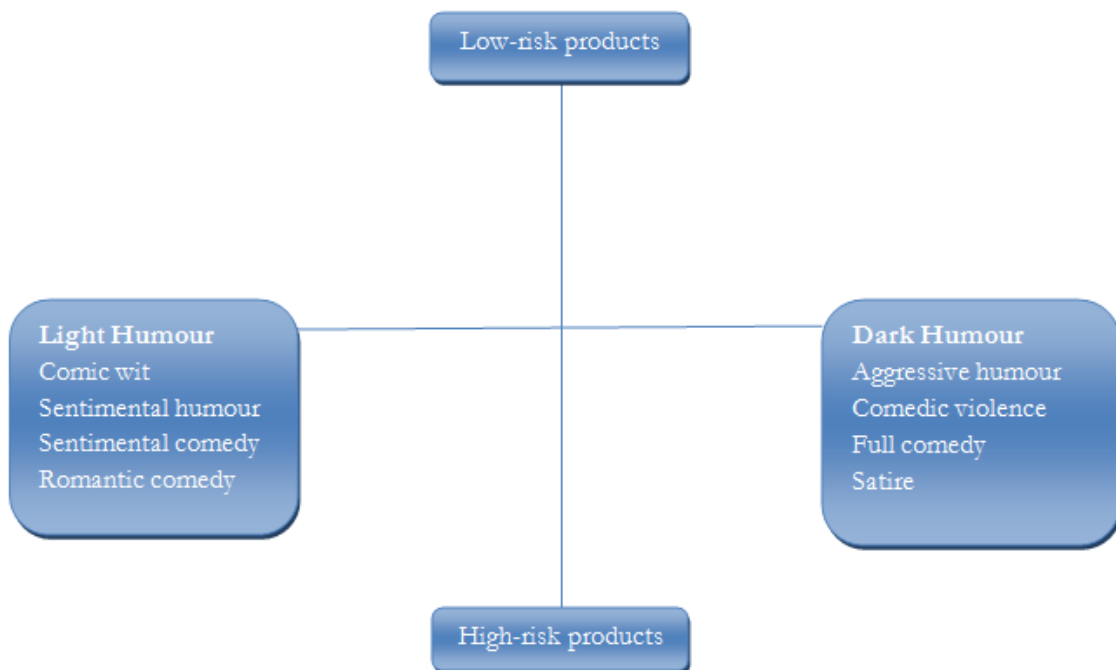 Low-risk products
Light Humour
Comic wit
Sentimental humour
Sentimental comedy
Romantic comedy
Dark Humour
Aggressive humour
Comedic violence
Full comedy
Satire
High-risk products